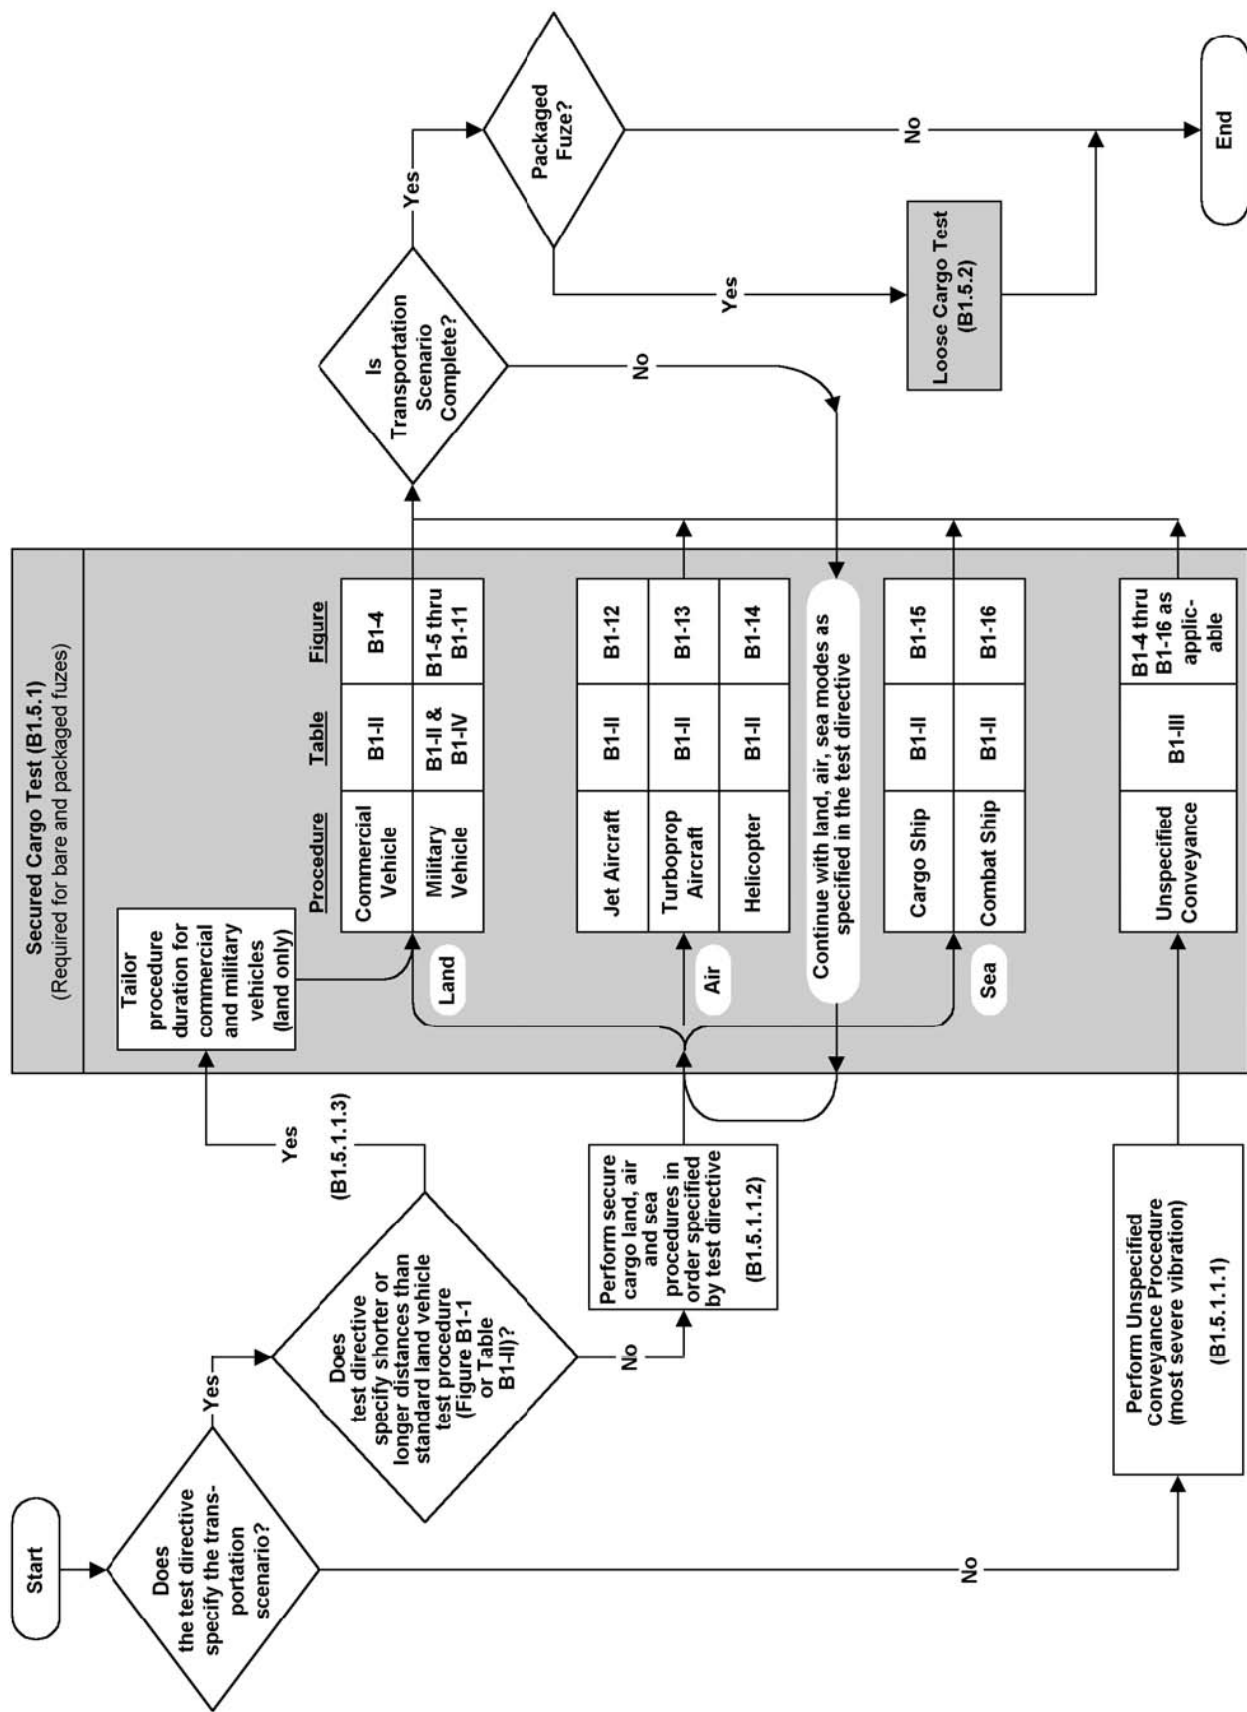 Start
Does
the test directive
specify the trans-
portation
scenario?
Yes
No
Does
test directive
specify shorter or
longer distances than
standard land vehicle
test procedure
(Figure B1-1
or Table
B1-II)?
Yes
(B1.5.1.1.3)
No
Perform secure
cargo land, air
and sea
procedures in
order specified
by test directive
(B1.5.1.1.2)
Perform Unspecified
Conveyance Procedure
(most severe vibration)
(B1.5.1.1.1)
Secured Cargo Test (B1.5.1)
(Required for bare and packaged fuzes)
Tailor
procedure
duration for
commercial
and military
vehicles
(land only)
Procedure Table Figure
Land
Commercial
Vehicle
B1-II
B1-4
Military
Vehicle
B1-II &
B1-IV
B1-5 thru
B1-11
Air
Jet Aircraft B1-II B1-12
Turboprop
Aircraft
B1-II
B1-13
Helicopter B1-II B1-14
Continue with land, air, sea modes as
specified in the test directive
Sea
Cargo Ship B1-II B1-15
Combat Ship B1-II B1-16
Unspecified
Conveyance
B1-III
B1-4 thru
B1-16 as
applic-
able
Is
Transportation
Scenario
Complete?
Yes
No
Packaged
Fuze?
Yes
No
Loose Cargo Test
(B1.5.2)
End